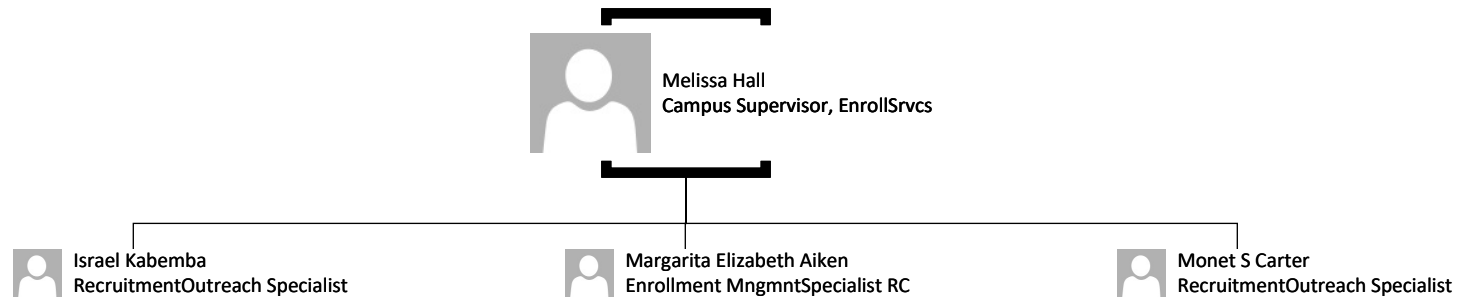 Melissa Hall
Campus Supervisor, EnrollSrvcs
Israel Kabemba
RecruitmentOutreach Specialist
Margarita Elizabeth Aiken
Enrollment MngmntSpecialist RC
Monet S Carter
RecruitmentOutreach Specialist